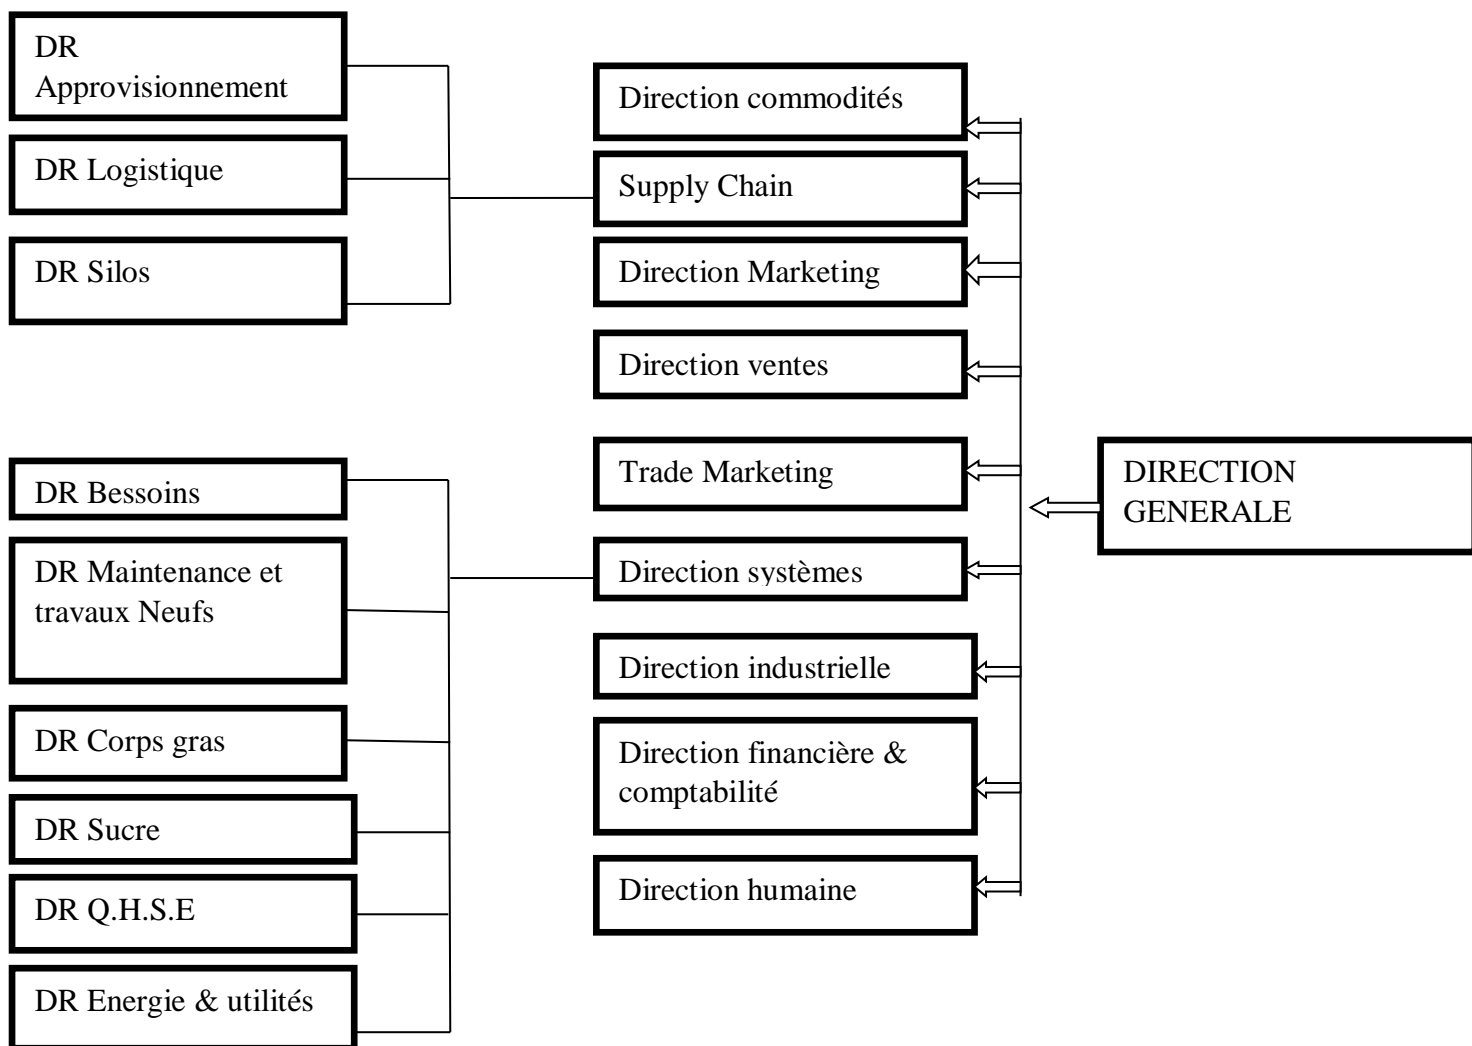 DR
Approvisionnement
DR Logistique
DR Silos
DR Bessoins
DR Maintenance et
travaux Neufs
DR Corps gras
DR Sucre
DR Q.H.S.E
DR Energie & utilités
Direction commodités
Supply Chain
Direction Marketing
Direction ventes
Trade Marketing
Direction systèmes
Direction industrielle
Direction financière &
comptabilité
Direction humaine
DIRECTION
GENERALE